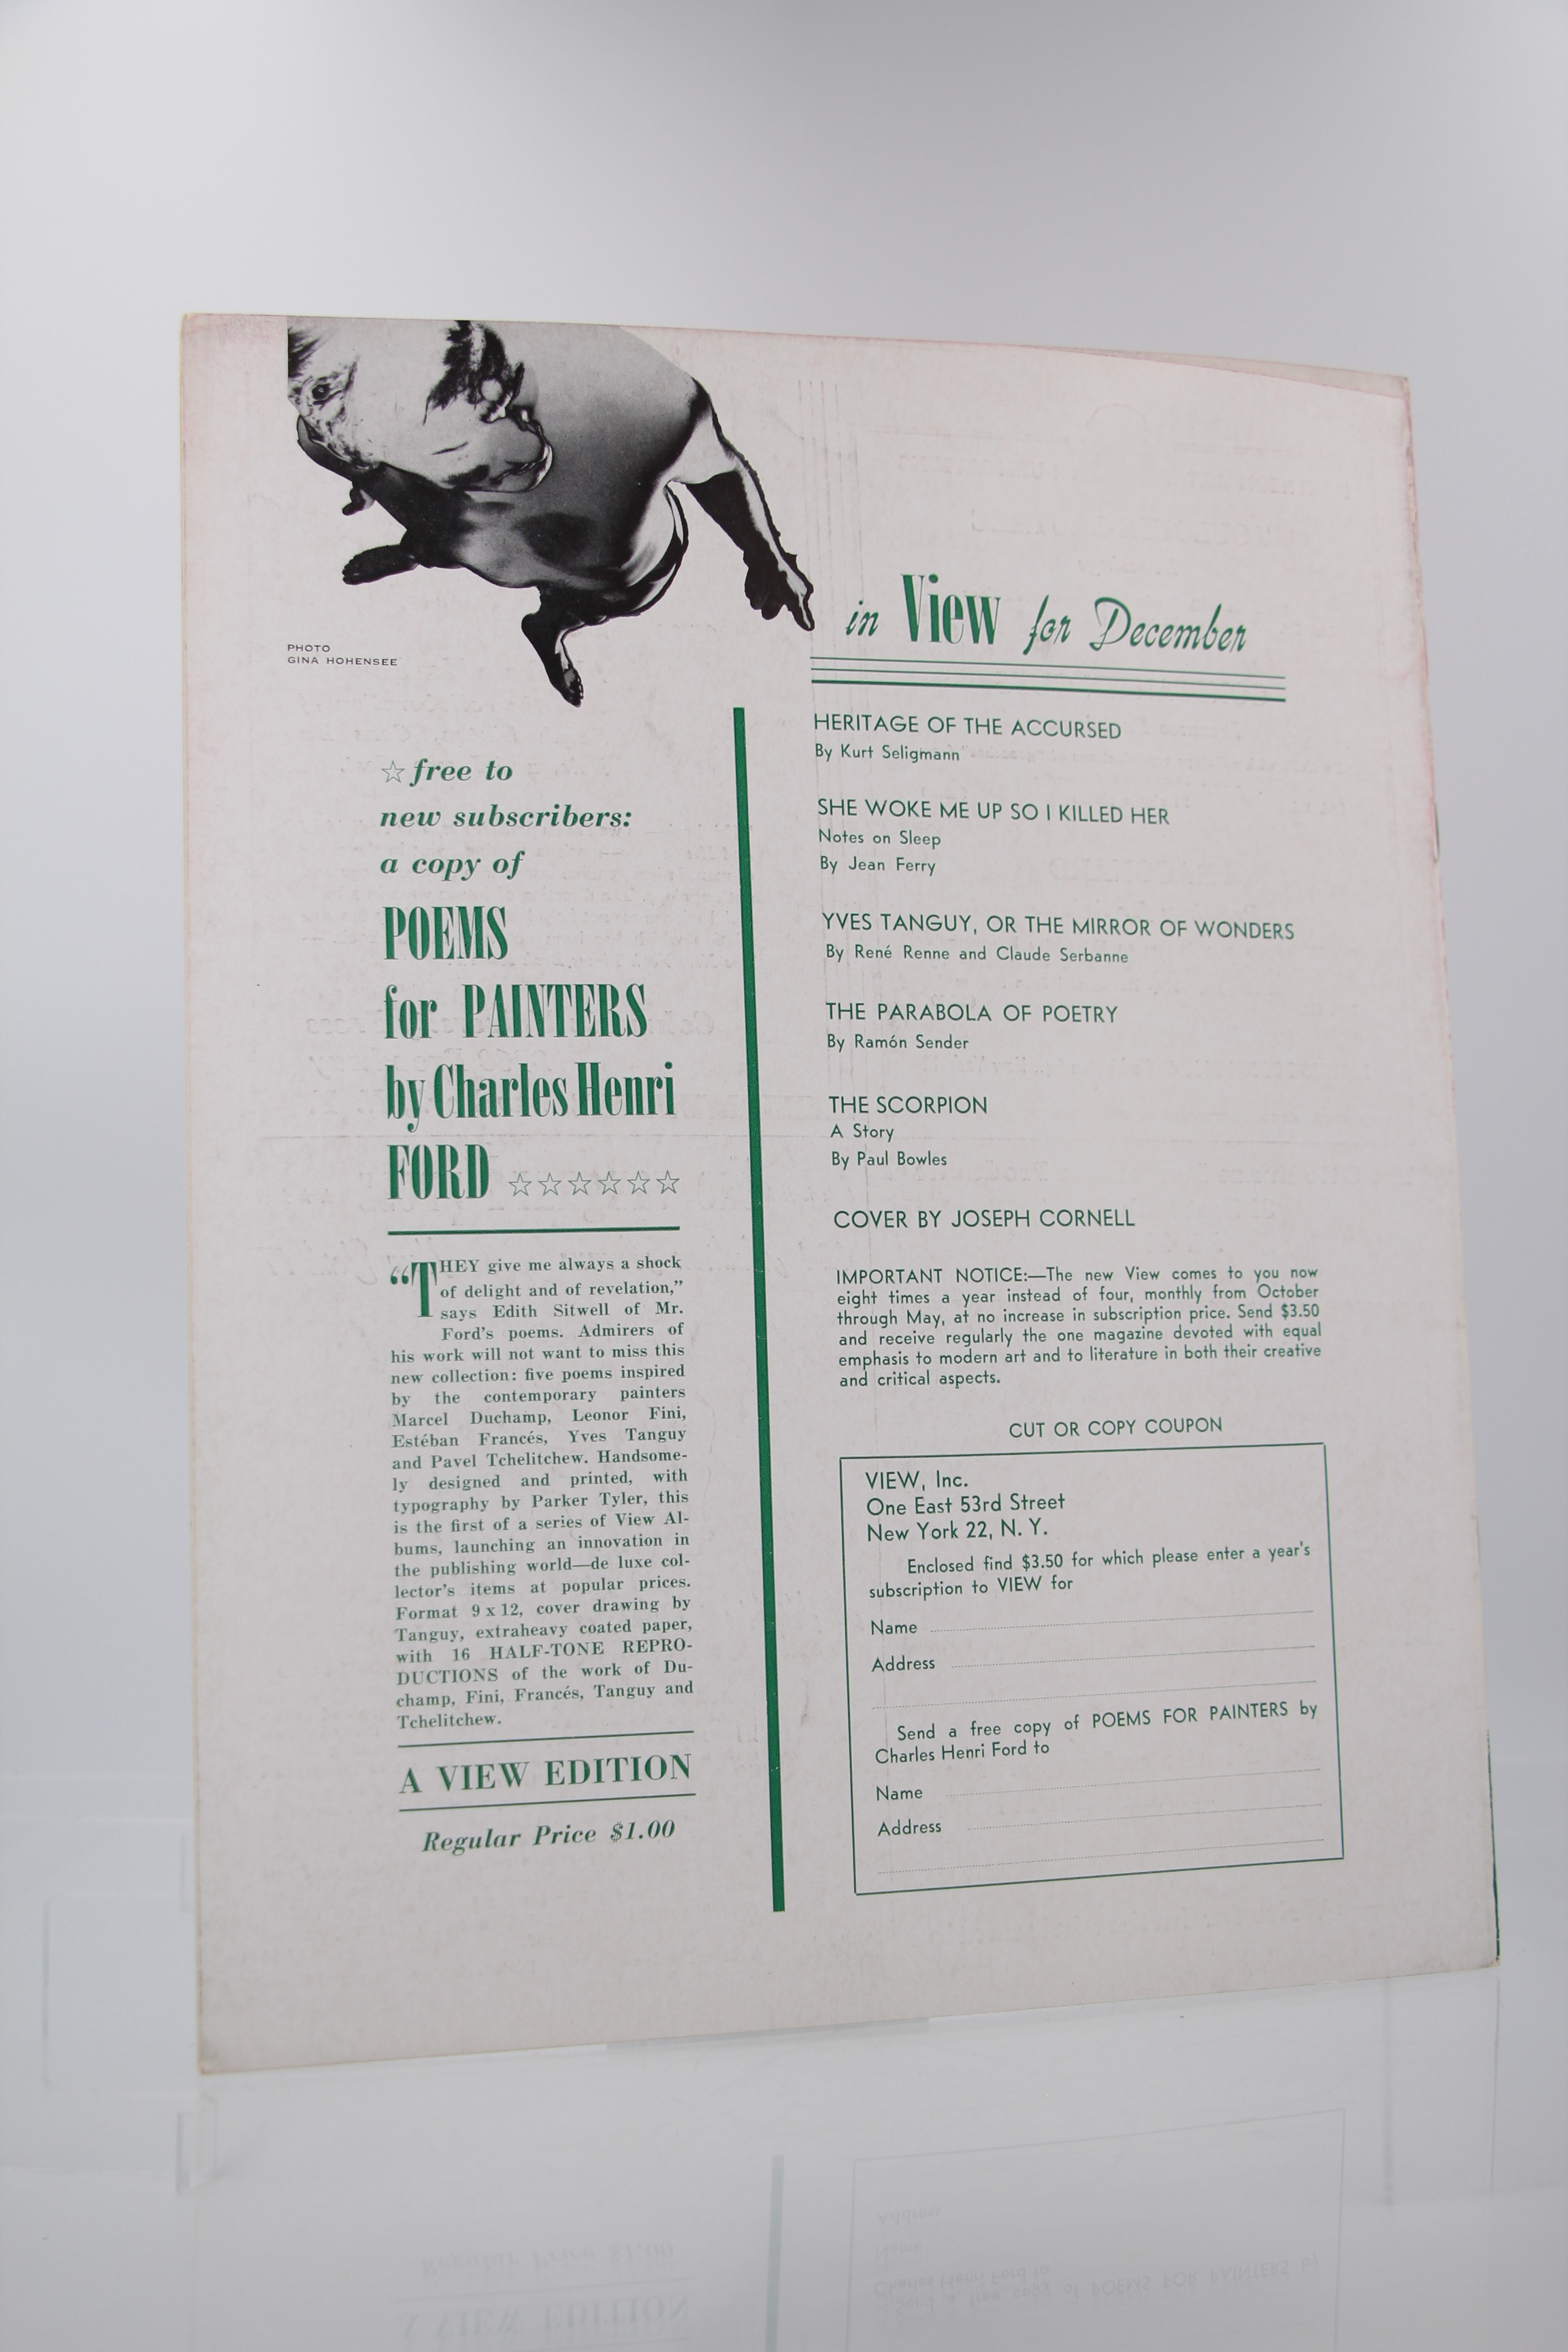 PHOTO
GINA HOHENSEE
☆ free to
new subscribers:
a copy of
POEMS
for PAINTERS
by Charles Henri
FORD ☆☆☆☆☆☆
“THEY give me always a shock
of delight and of revelation,”
says Edith Sitwell of Mr.
Ford's poems. Admirers of
his work will not want to miss this
new collection: five poems inspired
by the contemporary painters
Marcel Duchamp, Leonor Fini,
Estéban Francés, Yves Tanguy
and Pavel Tchelitchew. Handsome-
ly designed and printed, with
typography by Parker Tyler, this
is the first of a series of View Al-
bums, launching an innovation in
the publishing world—de luxe col-
lector's items at popular prices.
Format 9 x 12, cover drawing by
Tanguy, extraheavy coated paper,
with 16 HALF-TONE REPRO-
DUCTIONS of the work of Du-
champ, Fini, Francés, Tanguy and
Tchelitchew.
A VIEW EDITION
Regular Price $1.00
in View for December
HERITAGE OF THE ACCURSED
By Kurt Seligmann
SHE WOKE ME UP SO I KILLED HER
Notes on Sleep
By Jean Ferry
YVES TANGUY, OR THE MIRROR OF WONDERS
By René Renne and Claude Serbanne
THE PARABOLA OF POETRY
By Ramón Sender
THE SCORPION
A Story
By Paul Bowles
COVER BY JOSEPH CORNELL
IMPORTANT NOTICE:—The new View comes to you now
eight times a year instead of four, monthly from October
through May, at no increase in subscription price. Send $3.50
and receive regularly the one magazine devoted with equal
emphasis to modern art and to literature in both their creative
and critical aspects.
CUT OR COPY COUPON
VIEW, Inc.
One East 53rd Street
New York 22, N. Y.
Enclosed find $3.50 for which please enter a year's
subscription to VIEW for
Name
Address
Send a free copy of POEMS FOR PAINTERS by
Charles Henri Ford to
Name
Address